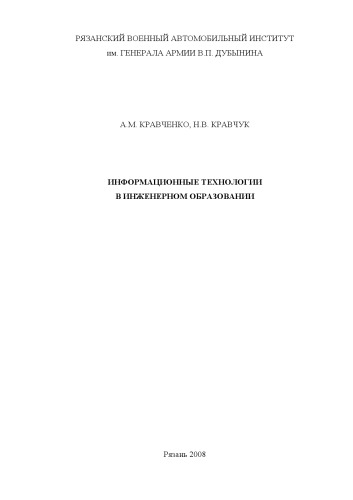 РЯЗАНСКИЙ ВОЕННЫЙ АВТОМОБИЛЬНЫЙ ИНСТИТУТ
им. ГЕНЕРАЛА АРМИИ В.П. ДУБЫНИНА
А.М. КРАВЧЕНКО, Н.В. КРАВЧУК
ИНФОРМАЦИОННЫЕ ТЕХНОЛОГИИ
В ИНЖЕНЕРНОМ ОБРАЗОВАНИИ
Рязань 2008